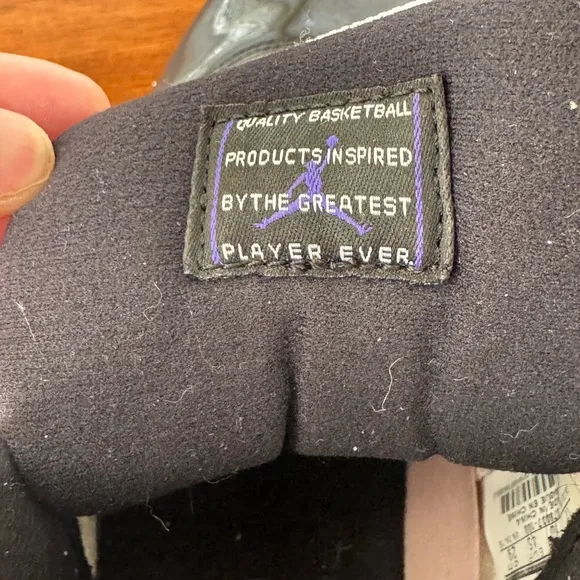 QUALITY BASKETBALL
PRODUCTS INSPIRED
BY THE GREATEST
PLAYER EVER.